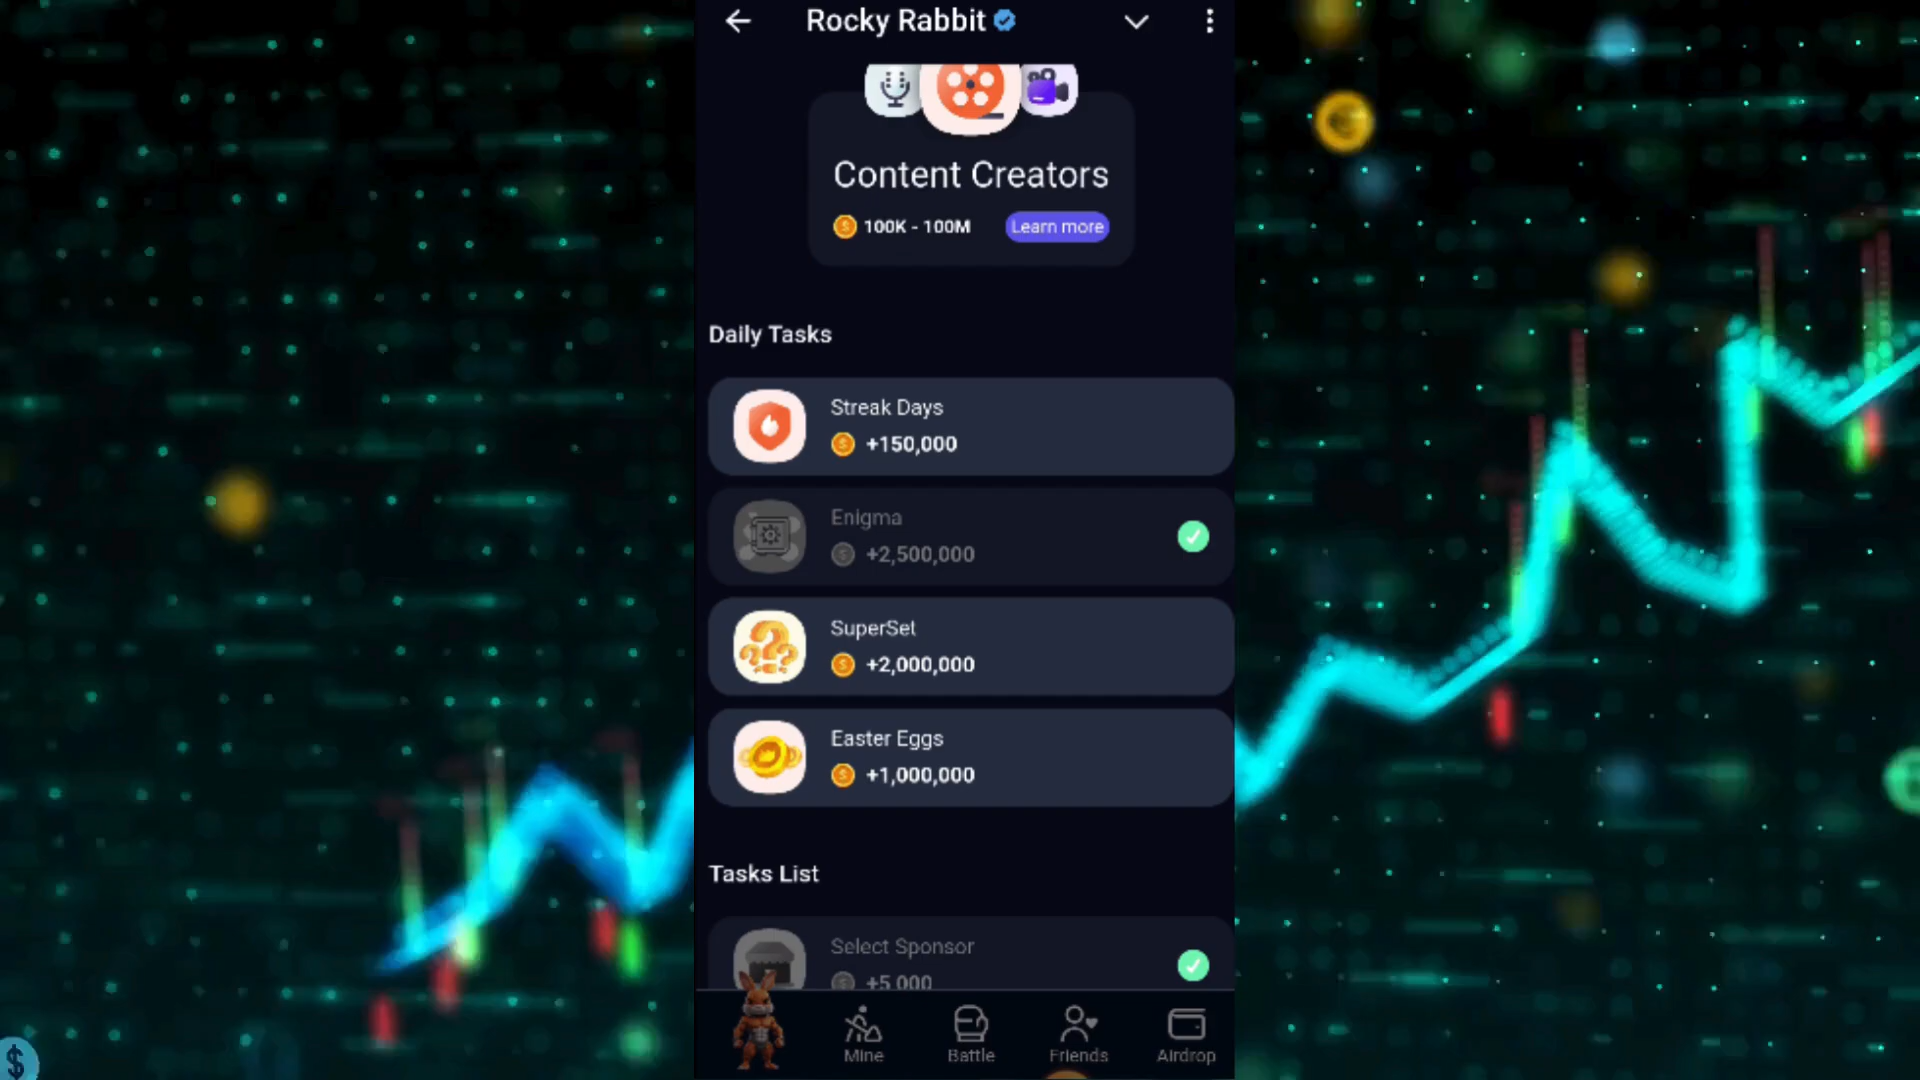 Rocky Rabbit
Content Creators
100K - 100M
Learn more
Daily Tasks
Streak Days
+150,000
Enigma
+2,500,000
SuperSet
+2,000,000
Easter Eggs
+1,000,000
Tasks List
Select Sponsor
+5,000
Mine
Battle
Friends
Airdrop